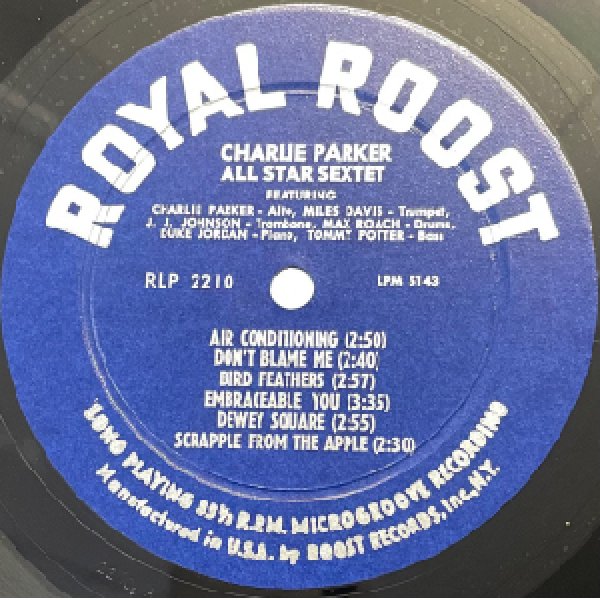 ROYAL ROOST
CHARLIE PARKER
ALL STAR SEXTET
FEATURING
CHARLIE PARKER - Alto, MILES DAVIS - Trumpet,
J. J. JOHNSON - Trombone, MAX ROACH - Drums,
DUKE JORDAN - Piano, TOMMY POTTER - Bass
RLP 2210 LPM 5143
AIR CONDITIONING (2:50)
DON'T BLAME ME (2:40)
BIRD FEATHERS (2:57)
EMBRACEABLE YOU (3:35)
DEWEY SQUARE (2:55)
SCRAPPLE FROM THE APPLE (2:30)
LONG PLAYING 33⅓ R.P.M. MICROGROOVE RECORDING
Manufactured in U.S.A. by ROOST RECORDS, Inc, N.Y.